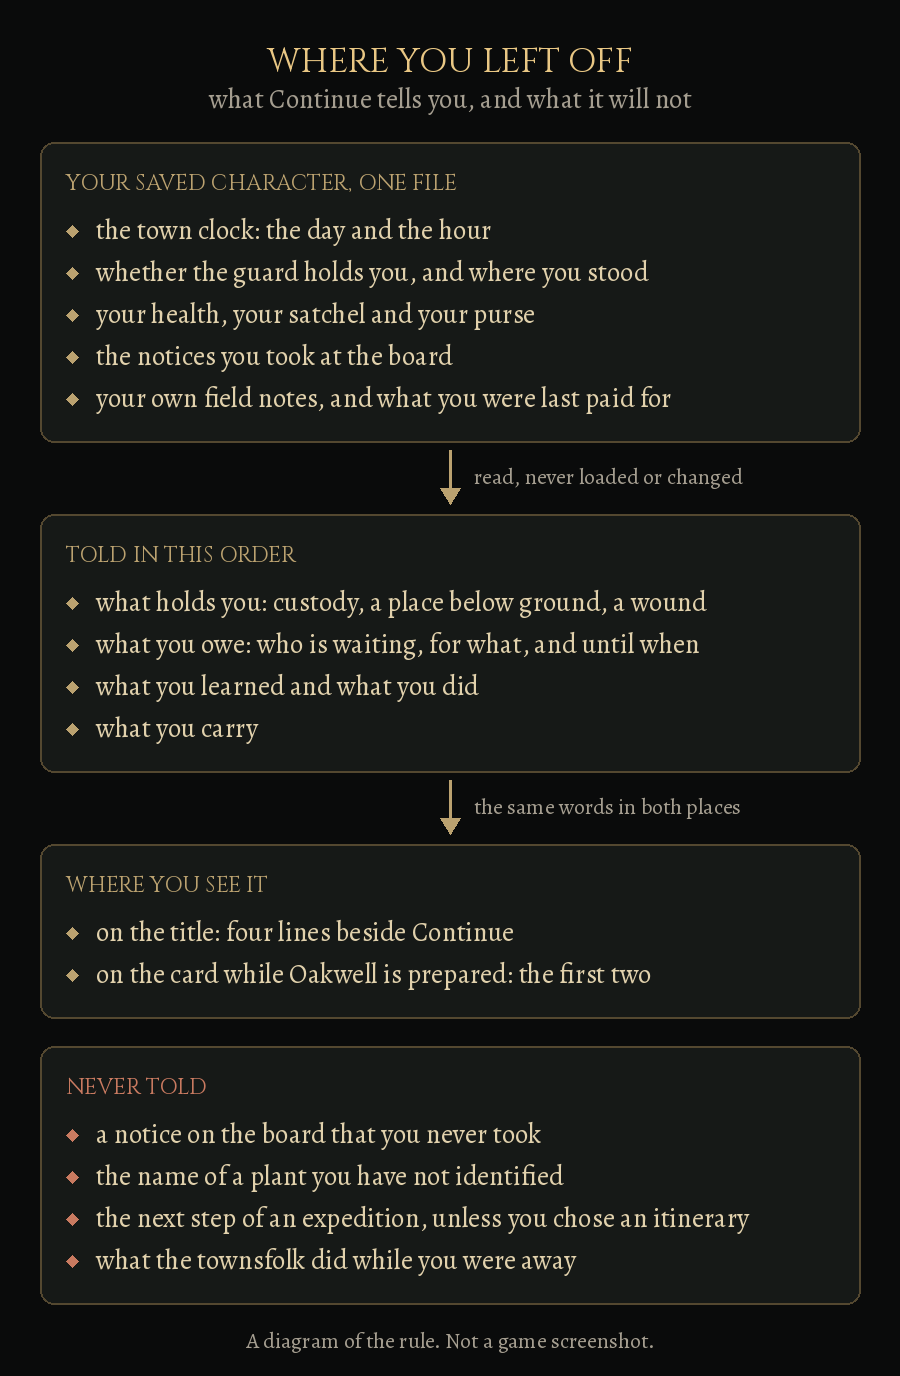 WHERE YOU LEFT OFF
what Continue tells you, and what it will not
YOUR SAVED CHARACTER, ONE FILE
the town clock: the day and the hour
whether the guard holds you, and where you stood
your health, your satchel and your purse
the notices you took at the board
your own field notes, and what you were last paid for
read, never loaded or changed
TOLD IN THIS ORDER
what holds you: custody, a place below ground, a wound
what you owe: who is waiting, for what, and until when
what you learned and what you did
what you carry
the same words in both places
WHERE YOU SEE IT
on the title: four lines beside Continue
on the card while Oakwell is prepared: the first two
NEVER TOLD
a notice on the board that you never took
the name of a plant you have not identified
the next step of an expedition, unless you chose an itinerary
what the townsfolk did while you were away
A diagram of the rule. Not a game screenshot.